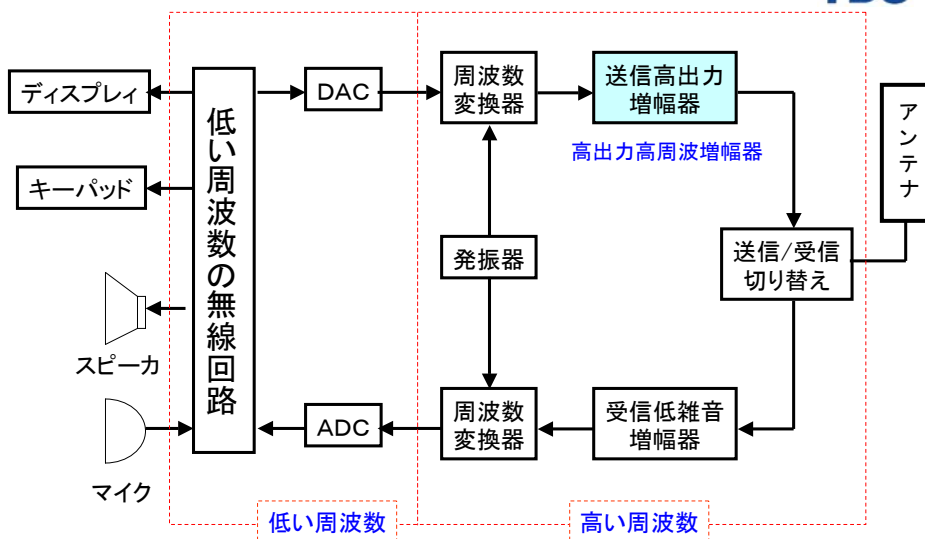 ディスプレィ
キーパッド
スピーカ
マイク
低い周波数の無線回路
DAC
ADC
周波数
変換器
送信高出力
増幅器
高出力高周波増幅器
発振器
送信/受信
切り替え
アンテナ
周波数
変換器
受信低雑音
増幅器
低い周波数
高い周波数